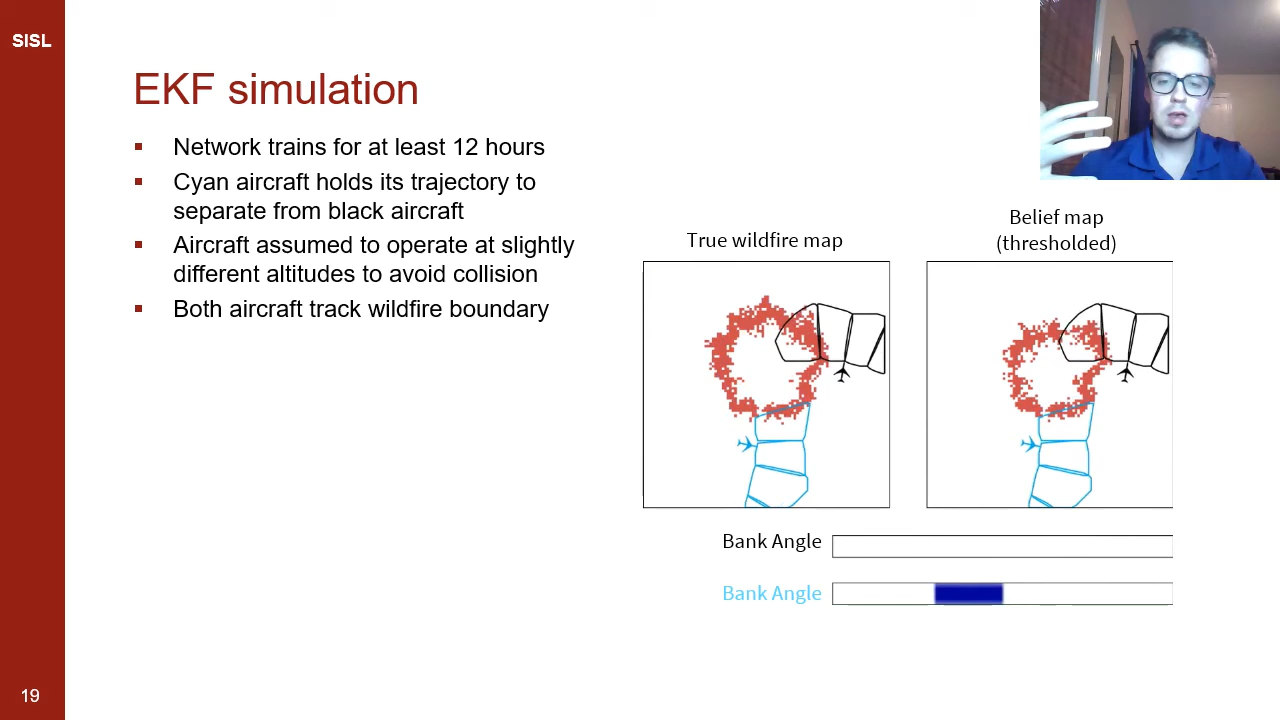 SISL
EKF simulation
Network trains for at least 12 hours
Cyan aircraft holds its trajectory to
separate from black aircraft
Aircraft assumed to operate at slightly
different altitudes to avoid collision
Both aircraft track wildfire boundary
True wildfire map
Belief map
(thresholded)
Bank Angle
Bank Angle
19